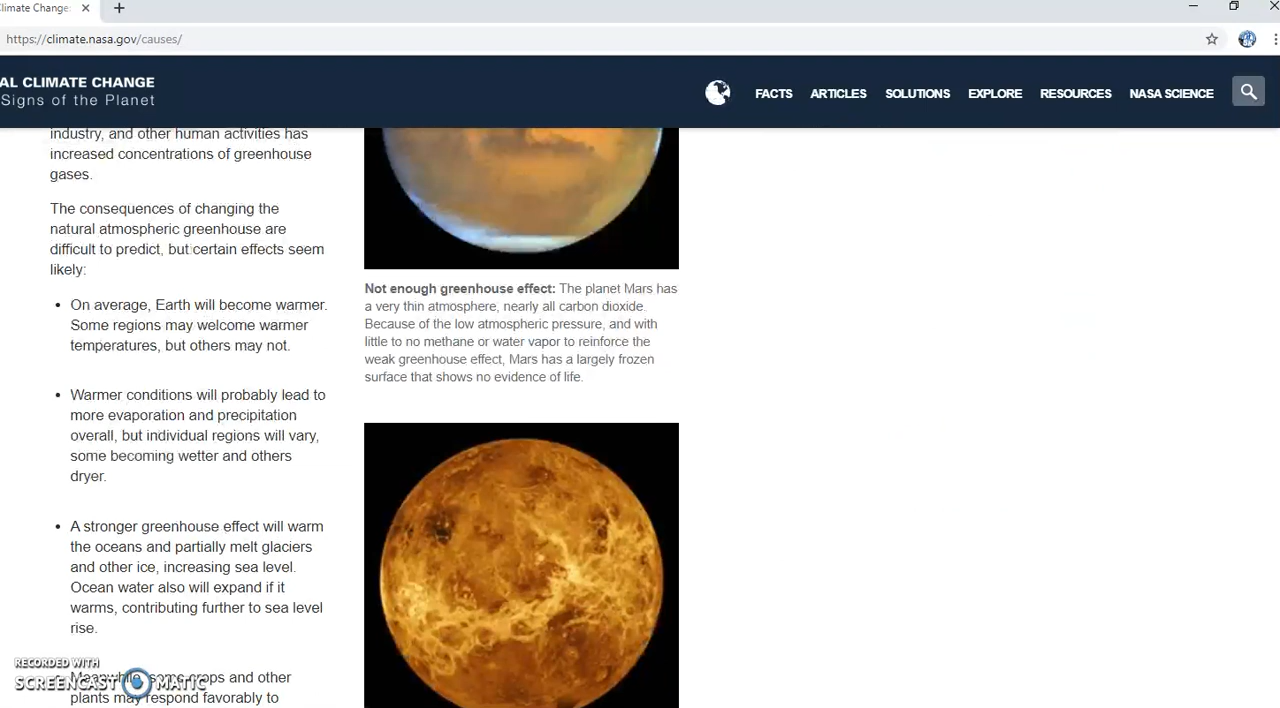 Climate Change:
https://climate.nasa.gov/causes/
AL CLIMATE CHANGE
Signs of the Planet
FACTS ARTICLES SOLUTIONS EXPLORE RESOURCES NASA SCIENCE
industry, and other human activities has
increased concentrations of greenhouse
gases.
The consequences of changing the
natural atmospheric greenhouse are
difficult to predict, but certain effects seem
likely:
• On average, Earth will become warmer.
Some regions may welcome warmer
temperatures, but others may not.
• Warmer conditions will probably lead to
more evaporation and precipitation
overall, but individual regions will vary,
some becoming wetter and others
dryer.
• A stronger greenhouse effect will warm
the oceans and partially melt glaciers
and other ice, increasing sea level.
Ocean water also will expand if it
warms, contributing further to sea level
rise.
Meanwhile, some crops and other
plants may respond favorably to
Not enough greenhouse effect: The planet Mars has
a very thin atmosphere, nearly all carbon dioxide.
Because of the low atmospheric pressure, and with
little to no methane or water vapor to reinforce the
weak greenhouse effect, Mars has a largely frozen
surface that shows no evidence of life.
RECORDED WITH
SCREENCAST MATIC